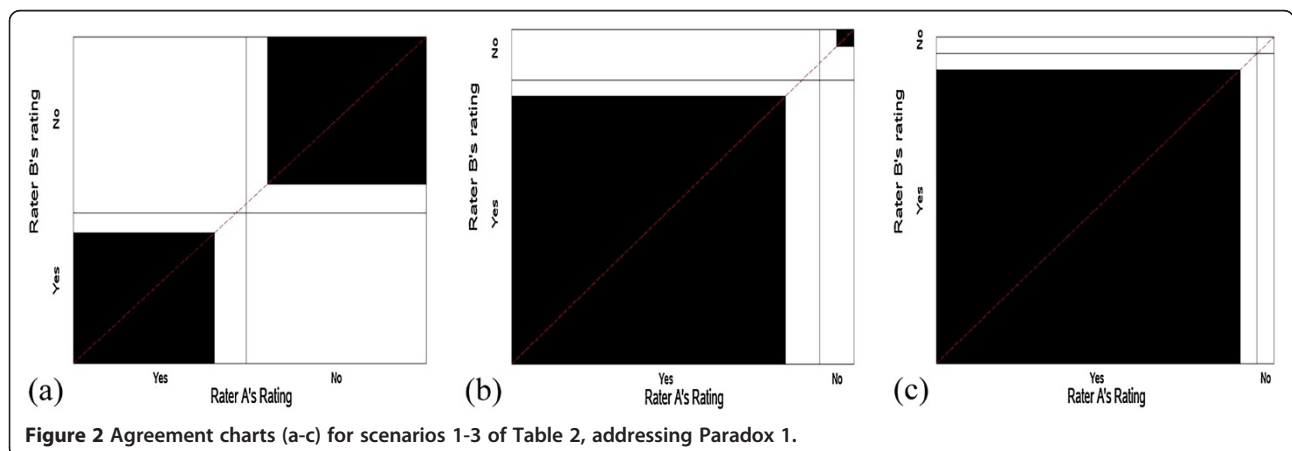 Rater B's rating
No
Yes
Yes
No
Rater A's Rating
(a)
Rater B's rating
No
Yes
Yes
No
Rater A's Rating
(b)
Rater B's rating
No
Yes
Yes
No
Rater A's Rating
(c)
Figure 2 Agreement charts (a-c) for scenarios 1-3 of Table 2, addressing Paradox 1.